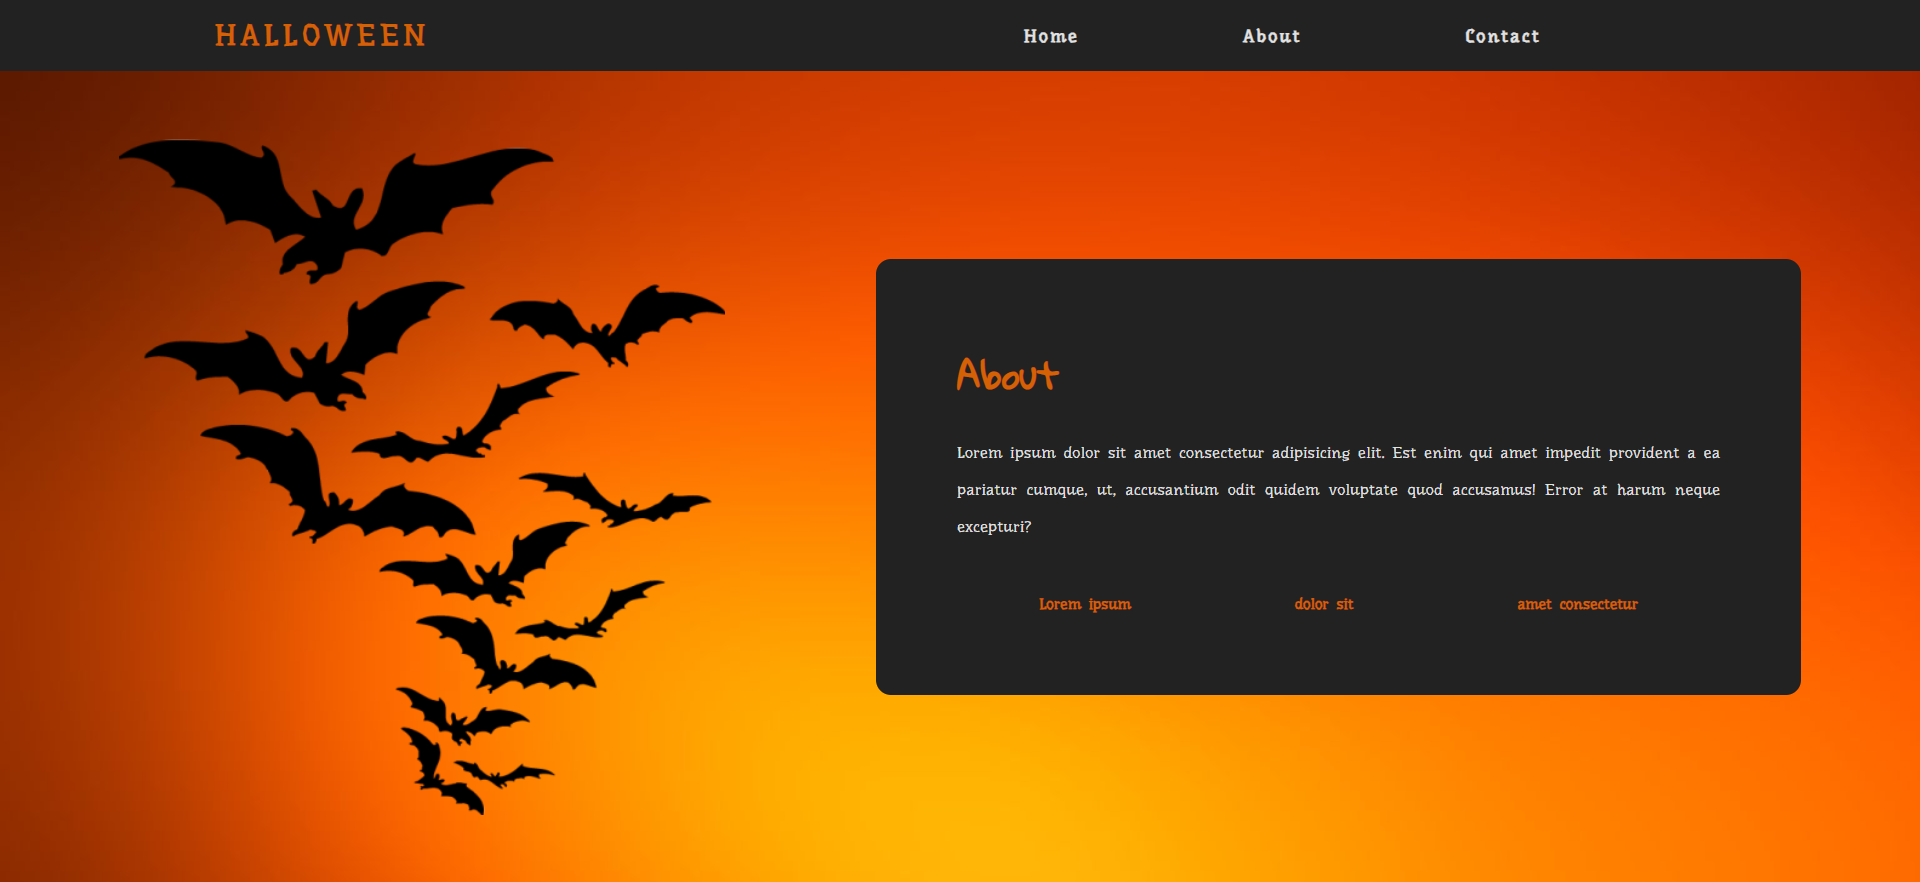 HALLOWEEN
Home About Contact
About
Lorem ipsum dolor sit amet consectetur adipisicing elit. Est enim qui amet impedit provident a ea
pariatur cumque, ut, accusantium odit quidem voluptate quod accusamus! Error at harum neque
excepturi?
Lorem ipsum dolor sit amet consectetur